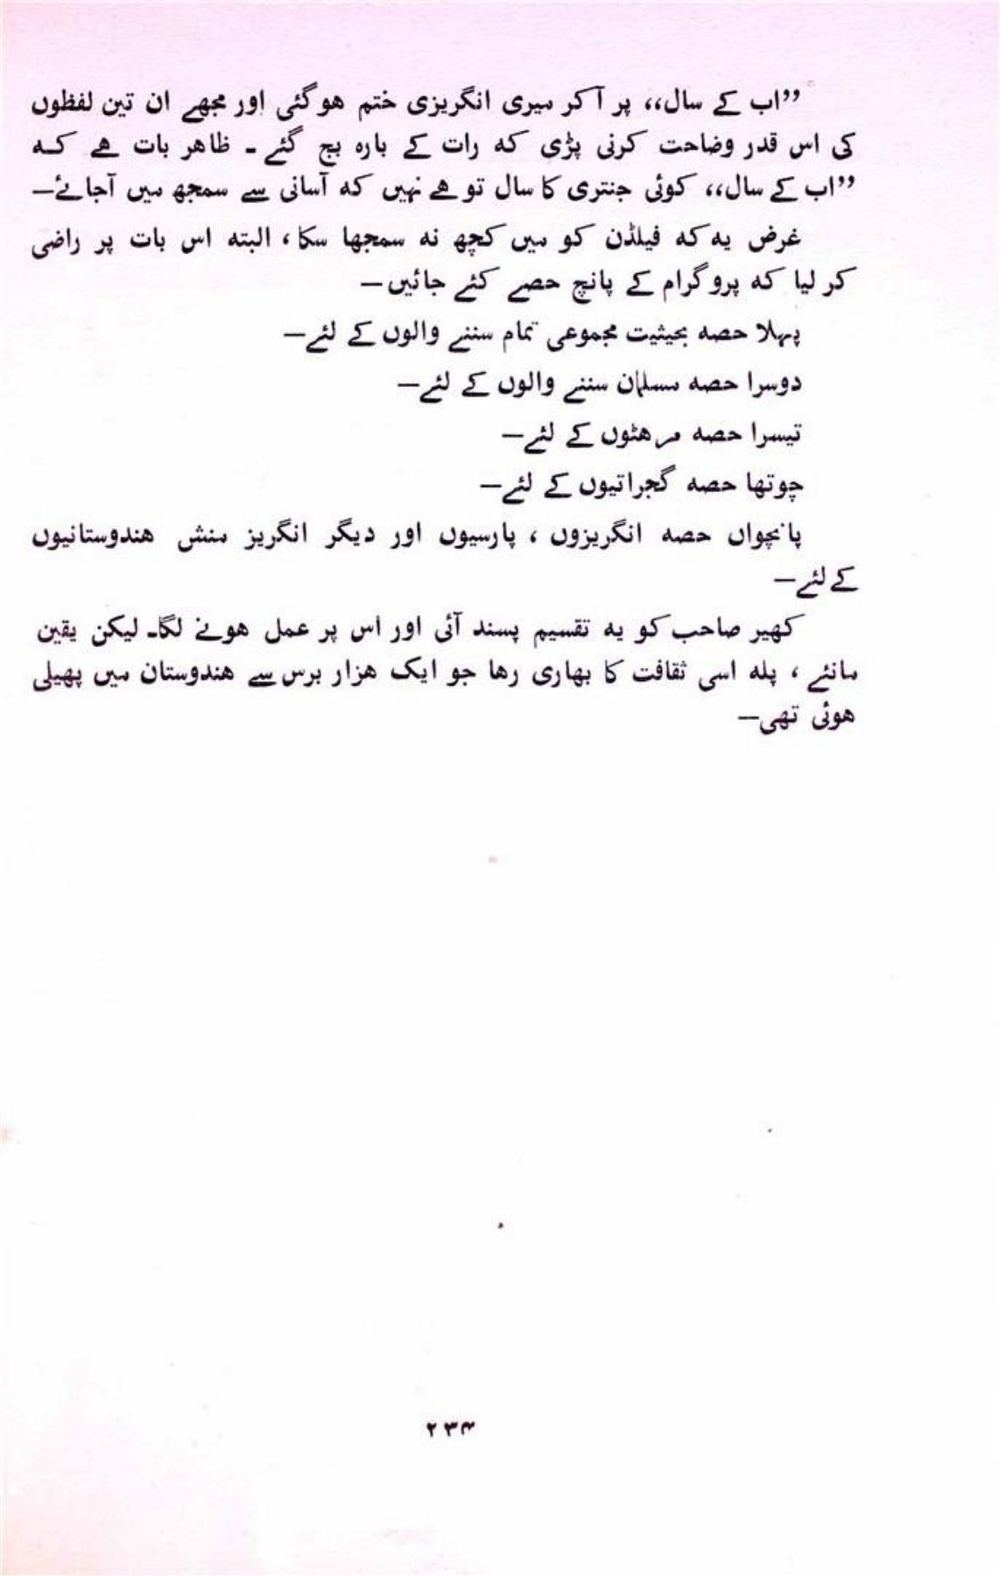 ’’اب کے سال،، پر آ کر میری انگریزی ختم ہو گئی اور مجھے ان تین لفظوں
کی اس قدر وضاحت کرنی پڑی کہ رات کے بارہ بج گئے ۔ ظاہر بات ہے کہ
’’اب کے سال،، کوئی جنتری کا سال تو ہے نہیں کہ آسانی سے سمجھ میں آجائے—
غرض یہ کہ فیلڈن کو میں کچھ نہ سمجھا سکا، البتہ اس بات پر راضی
کر لیا کہ پروگرام کے پانچ حصے کئے جائیں—
پہلا حصہ بحیثیت مجموعی تمام سننے والوں کے لئے—
دوسرا حصہ مسلمان سننے والوں کے لئے—
تیسرا حصہ مرہٹوں کے لئے—
چوتھا حصہ گجراتیوں کے لئے—
پانچواں حصہ انگریزوں ، پارسیوں اور دیگر انگریز منش ہندوستانیوں
کے لئے—
کھیر صاحب کو یہ تقسیم پسند آئی اور اس پر عمل ہونے لگا۔ لیکن یقین
مانئے ، پلہ اسی ثقافت کا بھاری رہا جو ایک ہزار برس سے ہندوستان میں پھیلی
ہوئی تھی—
۲۳۴